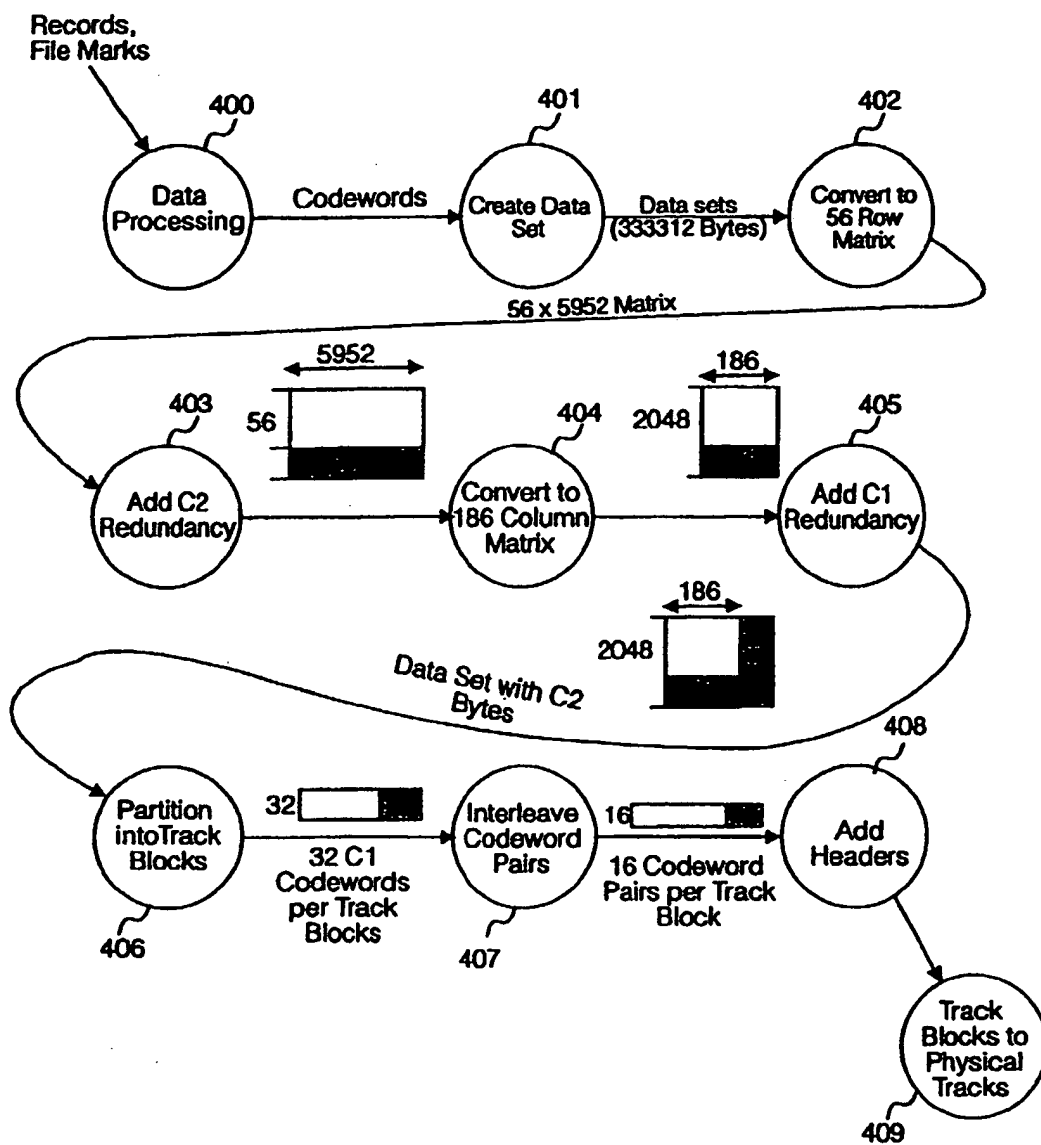 Records,
File Marks
400
401
402
Data
Processing
Codewords
Create Data
Set
Data sets
(333312 Bytes)
Convert to
56 Row
Matrix
56 x 5952 Matrix
5952
186
403
56
404
2048
405
Add C2
Redundancy
Convert to
186 Column
Matrix
Add C1
Redundancy
186
2048
Data Set with C2
Bytes
408
Partition
intoTrack
Blocks
32
32 C1
Codewords
per Track
Blocks
Interleave
Codeword
Pairs
16
16 Codeword
Pairs per Track
Block
Add
Headers
406
407
Track
Blocks to
Physical
Tracks
409